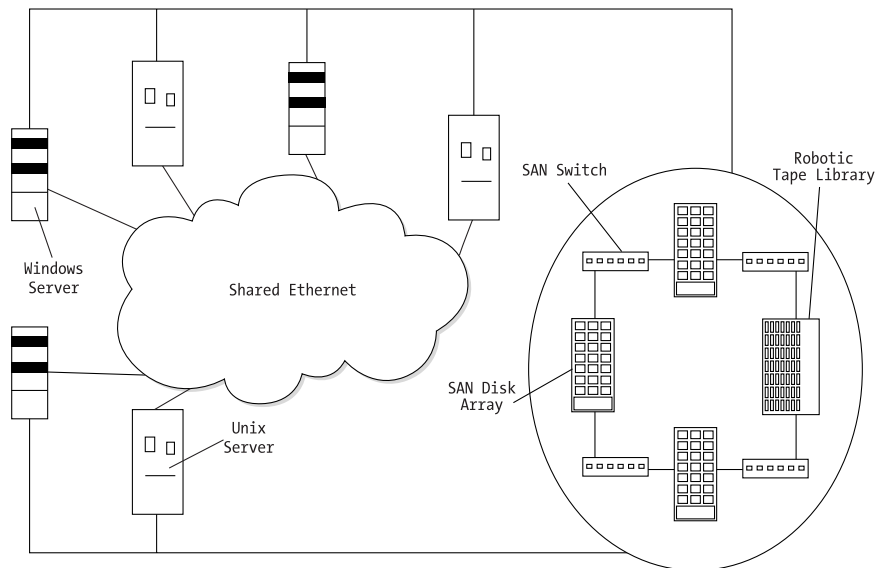 SAN Switch
Robotic
Tape Library
Windows
Server
Shared Ethernet
SAN Disk
Array
Unix
Server